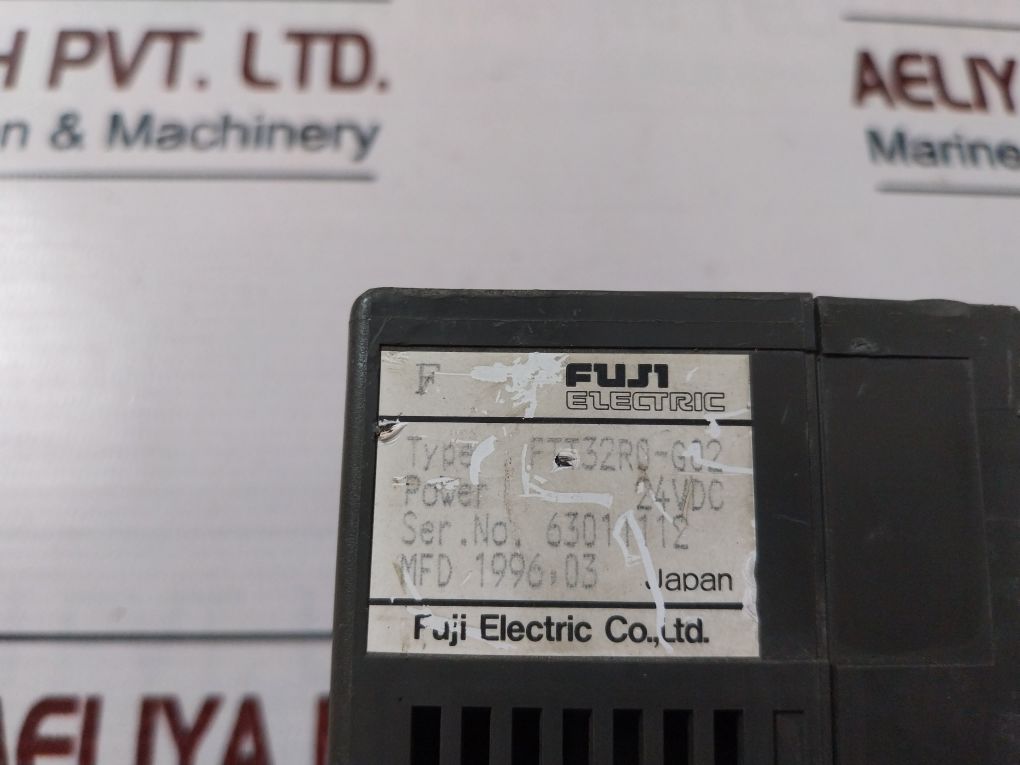 H PVT. LTD.
n & Machinery
AELIYA
Marine
F
FUJI
ELECTRIC
Type
Power 24VDC
Ser.No.
MFD 1996,03
Japan
Fuji Electric Co.,Ltd.
AELIYA